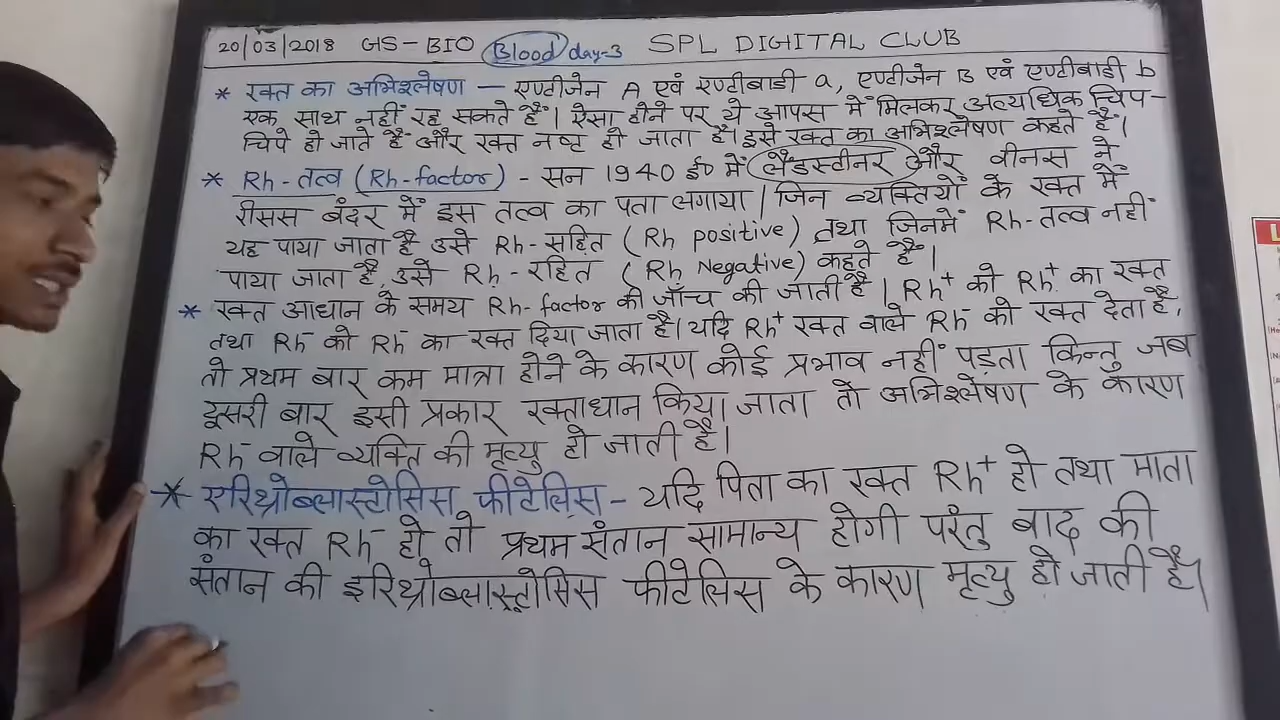 20/03/2018 GS-BIO Blood day-3 SPL DIGITAL CLUB
* रक्त का अभिश्लेषण — एण्टीजेन A एवं एण्टीबाडी a, एण्टीजेन B एवं एण्टीबाडी b
एक साथ नहीं रह सकते हैं। ऐसा होने पर ये आपस में मिलकर अत्यधिक चिप-
चिपे हो जाते हैं और रक्त नष्ट हो जाता है। इसे रक्त का अभिश्लेषण कहते हैं।
* Rh-तत्व (Rh-factor) - सन 1940 ई० में लैंडस्टीनर और वीनस ने
रीसस बंदर में इस तत्व का पता लगाया। जिन व्यक्तियों के रक्त में
यह पाया जाता है उसे Rh-सहित (Rh positive) तथा जिनमें Rh-तत्व नहीं
पाया जाता है, उसे Rh-रहित (Rh Negative) कहते हैं।
* रक्त आधान के समय Rh-factor की जाँच की जाती है। Rh⁺ को Rh⁺ का रक्त
तथा Rh⁻ को Rh⁻ का रक्त दिया जाता है। यदि Rh⁺ रक्त वाले Rh⁻ को रक्त देता है,
तो प्रथम बार कम मात्रा होने के कारण कोई प्रभाव नहीं पड़ता किन्तु जब
दूसरी बार इसी प्रकार रक्ताधान किया जाता तो अभिश्लेषण के कारण
Rh⁻ वाले व्यक्ति की मृत्यु हो जाती है।
* एरिथ्रोब्लास्टोसिस फीटेलिस - यदि पिता का रक्त Rh⁺ हो तथा माता
का रक्त Rh⁻ हो तो प्रथम संतान सामान्य होगी परंतु बाद की
संतान की इरिथ्रोब्लास्टोसिस फीटेलिस के कारण मृत्यु हो जाती है।